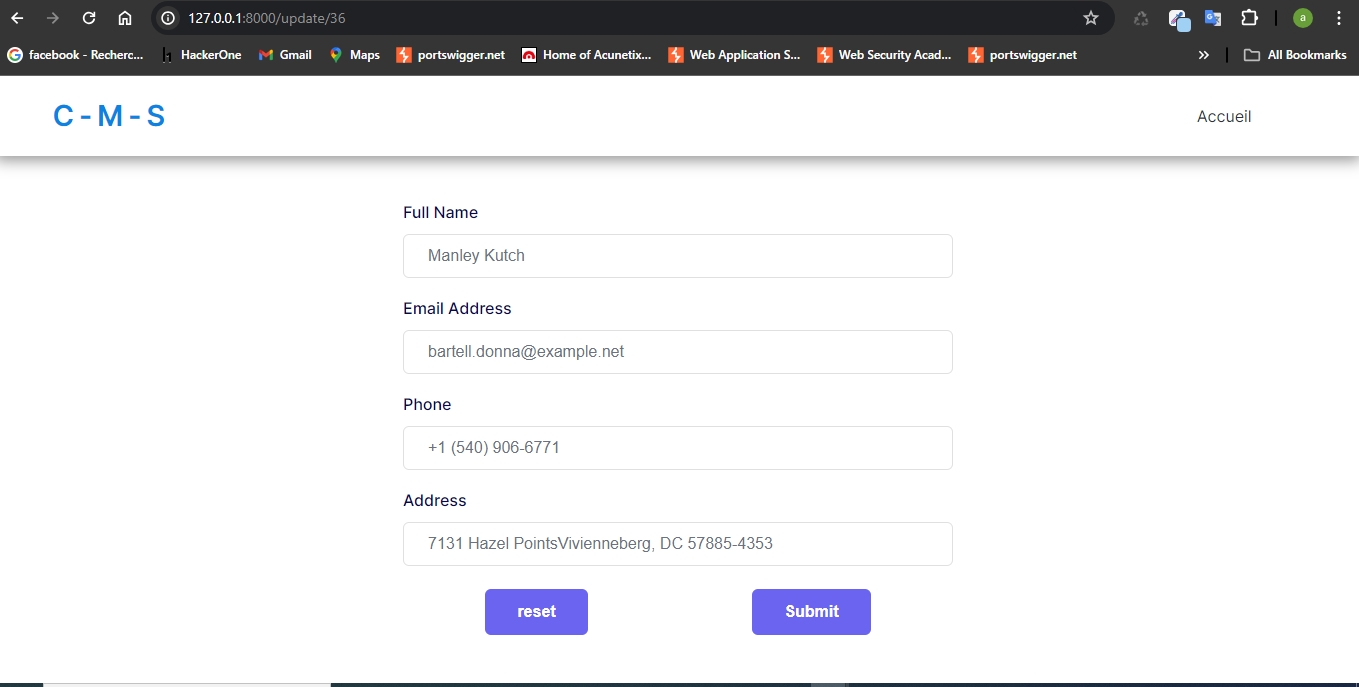 127.0.0.1:8000/update/36
a
facebook - Recherc... h HackerOne Gmail Maps portswigger.net Home of Acunetix... Web Application S... Web Security Acad... portswigger.net » All Bookmarks
C - M - S Accueil
Full Name
Manley Kutch
Email Address
bartell.donna@example.net
Phone
+1 (540) 906-6771
Address
7131 Hazel PointsVivienneberg, DC 57885-4353
reset Submit